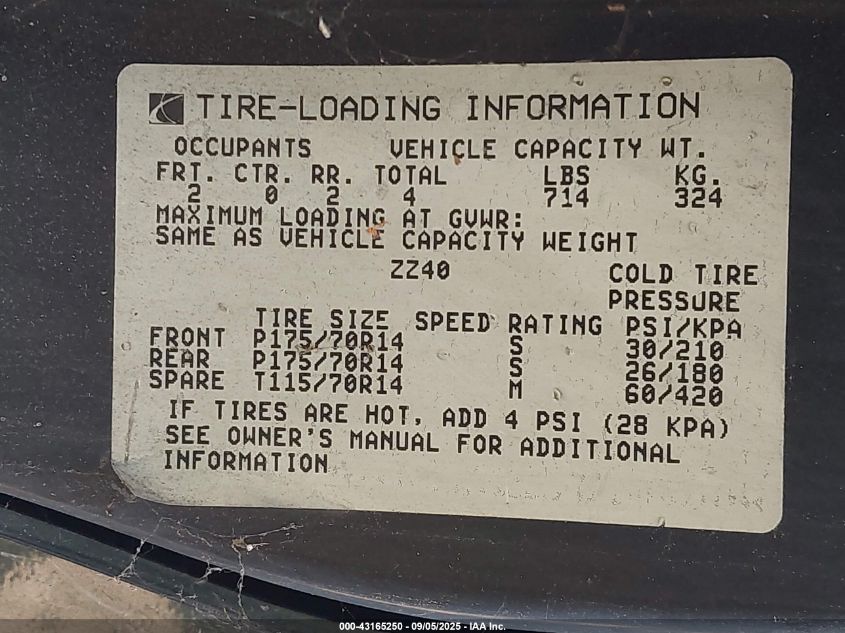 TIRE-LOADING INFORMATION
OCCUPANTS VEHICLE CAPACITY WT.
FRT. CTR. RR. TOTAL LBS KG.
2 0 2 4 714 324
MAXIMUM LOADING AT GVWR:
SAME AS VEHICLE CAPACITY WEIGHT
ZZ40 COLD TIRE
PRESSURE
TIRE SIZE SPEED RATING PSI/KPA
FRONT P175/70R14 S 30/210
REAR P175/70R14 S 26/180
SPARE T115/70R14 M 60/420
IF TIRES ARE HOT, ADD 4 PSI (28 KPA)
SEE OWNER'S MANUAL FOR ADDITIONAL
INFORMATION
000-43165250 - 09/05/2025 - IAA Inc.